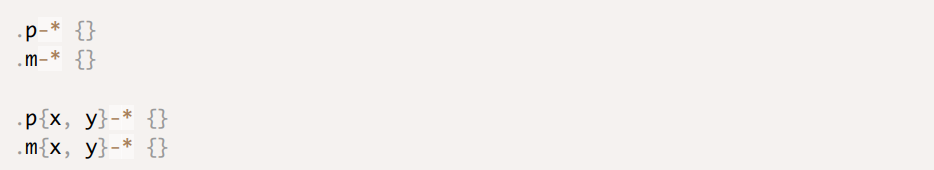 .p-* {}
.m-* {}
.p{x, y}-* {}
.m{x, y}-* {}